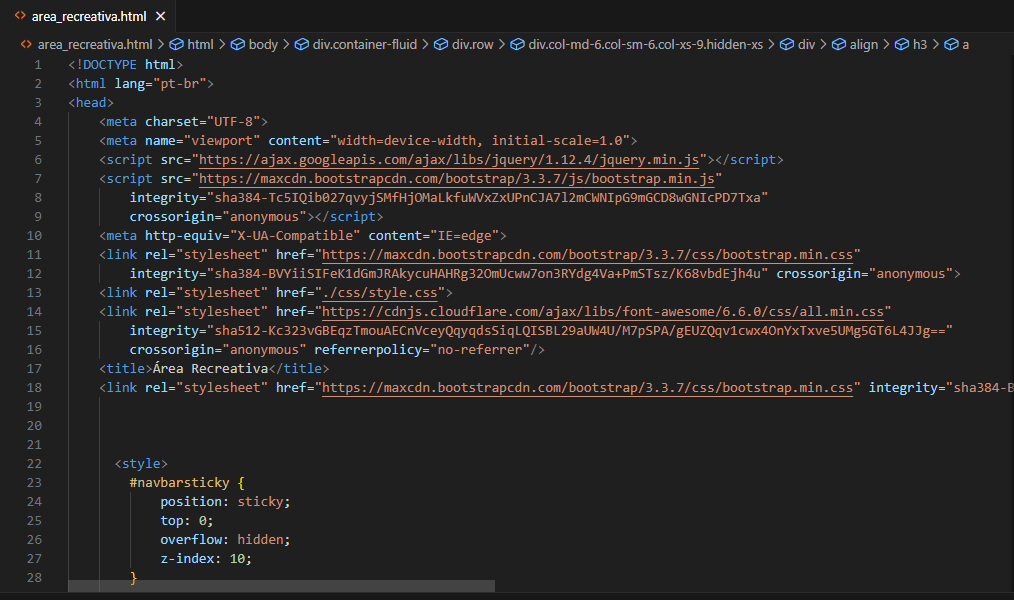 area_recreativa.html
area_recreativa.html > html > body > div.container-fluid > div.row > div.col-md-6.col-sm-6.col-xs-9.hidden-xs > div > align > h3 > a
1 <!DOCTYPE html>
2 <html lang="pt-br">
3 <head>
4 <meta charset="UTF-8">
5 <meta name="viewport" content="width=device-width, initial-scale=1.0">
6 <script src="https://ajax.googleapis.com/ajax/libs/jquery/1.12.4/jquery.min.js"></script>
7 <script src="https://maxcdn.bootstrapcdn.com/bootstrap/3.3.7/js/bootstrap.min.js"
8 integrity="sha384-Tc5IQib027qvyjSMfHjOMaLkfuWVxZxUPnCJA7l2mCWNIpG9mGCD8wGNIcPD7Txa"
9 crossorigin="anonymous"></script>
10 <meta http-equiv="X-UA-Compatible" content="IE=edge">
11 <link rel="stylesheet" href="https://maxcdn.bootstrapcdn.com/bootstrap/3.3.7/css/bootstrap.min.css"
12 integrity="sha384-BVYiiSIFeK1dGmJRAkycuHAHRg32OmUcww7on3RYdg4Va+PmSTsz/K68vbdEjh4u" crossorigin="anonymous">
13 <link rel="stylesheet" href="./css/style.css">
14 <link rel="stylesheet" href="https://cdnjs.cloudflare.com/ajax/libs/font-awesome/6.6.0/css/all.min.css"
15 integrity="sha512-Kc323vGBEqzTmouAECnVceyQqyqdsSiqLQISBL29aUW4U/M7pSPA/gEUZQqv1cwx4OnYxTxve5UMg5GT6L4JJg=="
16 crossorigin="anonymous" referrerpolicy="no-referrer"/>
17 <title>Área Recreativa</title>
18 <link rel="stylesheet" href="https://maxcdn.bootstrapcdn.com/bootstrap/3.3.7/css/bootstrap.min.css" integrity="sha384-B
19
20
21
22 <style>
23 #navbarsticky {
24 position: sticky;
25 top: 0;
26 overflow: hidden;
27 z-index: 10;
28 }